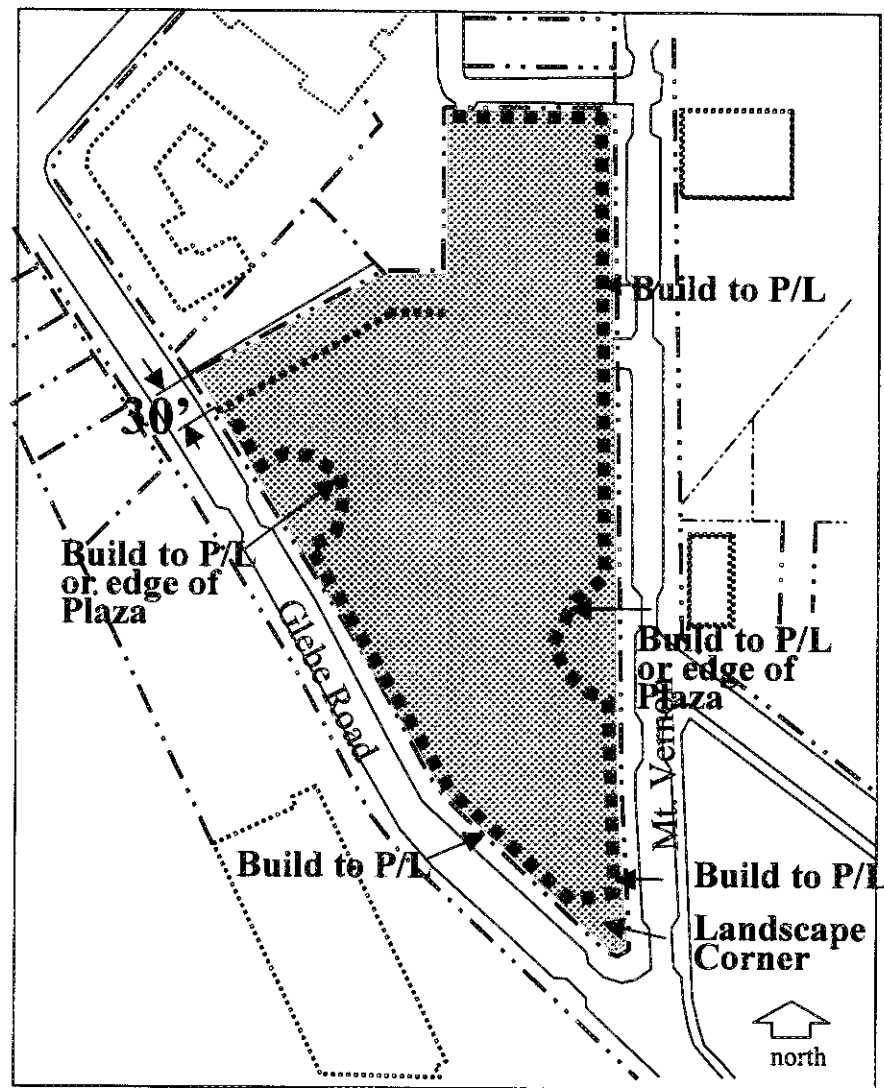 Build to P/L
30'
Build to P/L
or edge of
Plaza
Glebe Road
Build to P/L
or edge of
Plaza
Mt. Vernon
Build to P/L
Build to P/L
Landscape
Corner
north